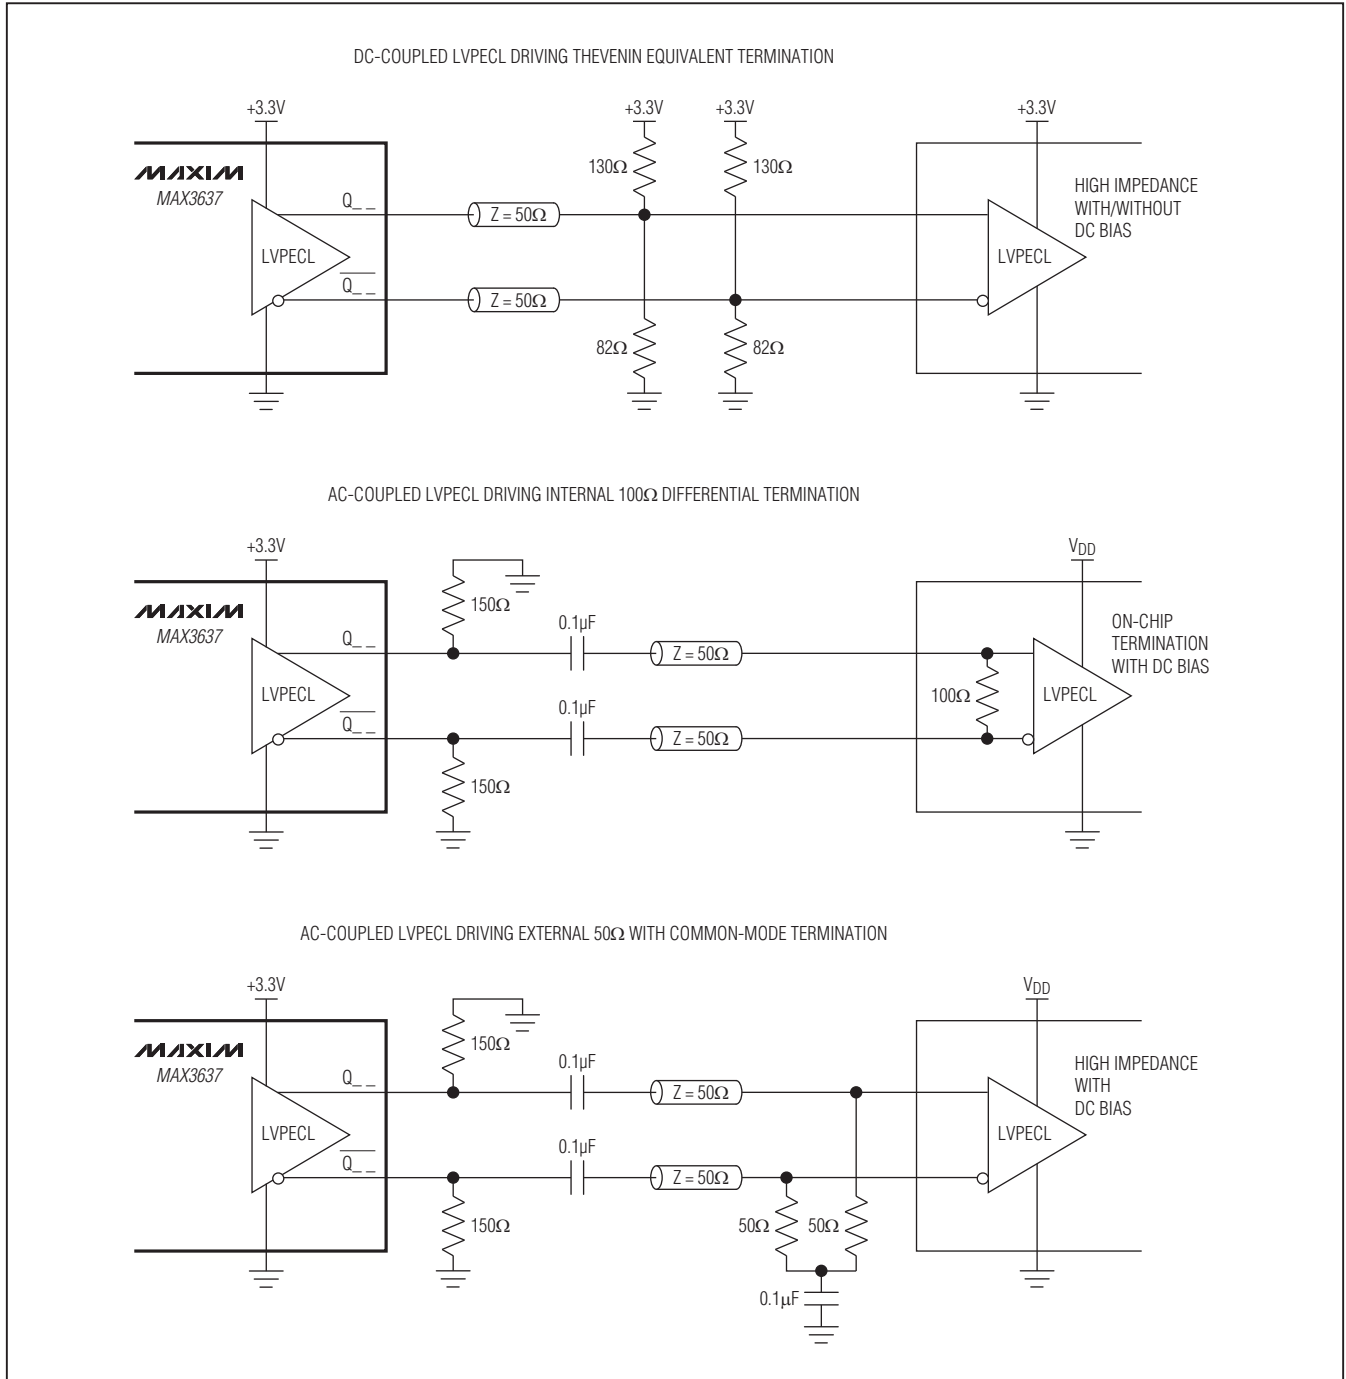 DC-COUPLED LVPECL DRIVING THEVENIN EQUIVALENT TERMINATION
+3.3V
+3.3V
+3.3V
+3.3V
MAXIM
MAX3637
130Ω
130Ω
HIGH IMPEDANCE
WITH/WITHOUT
DC BIAS
Q_ _
Z = 50Ω
LVPECL
LVPECL
Q_ _
Z = 50Ω
82Ω
82Ω
AC-COUPLED LVPECL DRIVING INTERNAL 100Ω DIFFERENTIAL TERMINATION
+3.3V
VDD
MAXIM
MAX3637
150Ω
0.1µF
ON-CHIP
TERMINATION
WITH DC BIAS
Q_ _
Z = 50Ω
LVPECL
100Ω
LVPECL
Q_ _
0.1µF
Z = 50Ω
150Ω
AC-COUPLED LVPECL DRIVING EXTERNAL 50Ω WITH COMMON-MODE TERMINATION
+3.3V
VDD
MAXIM
MAX3637
150Ω
0.1µF
HIGH IMPEDANCE
WITH
DC BIAS
Q_ _
Z = 50Ω
LVPECL
LVPECL
Q_ _
0.1µF
Z = 50Ω
150Ω
50Ω
50Ω
0.1µF